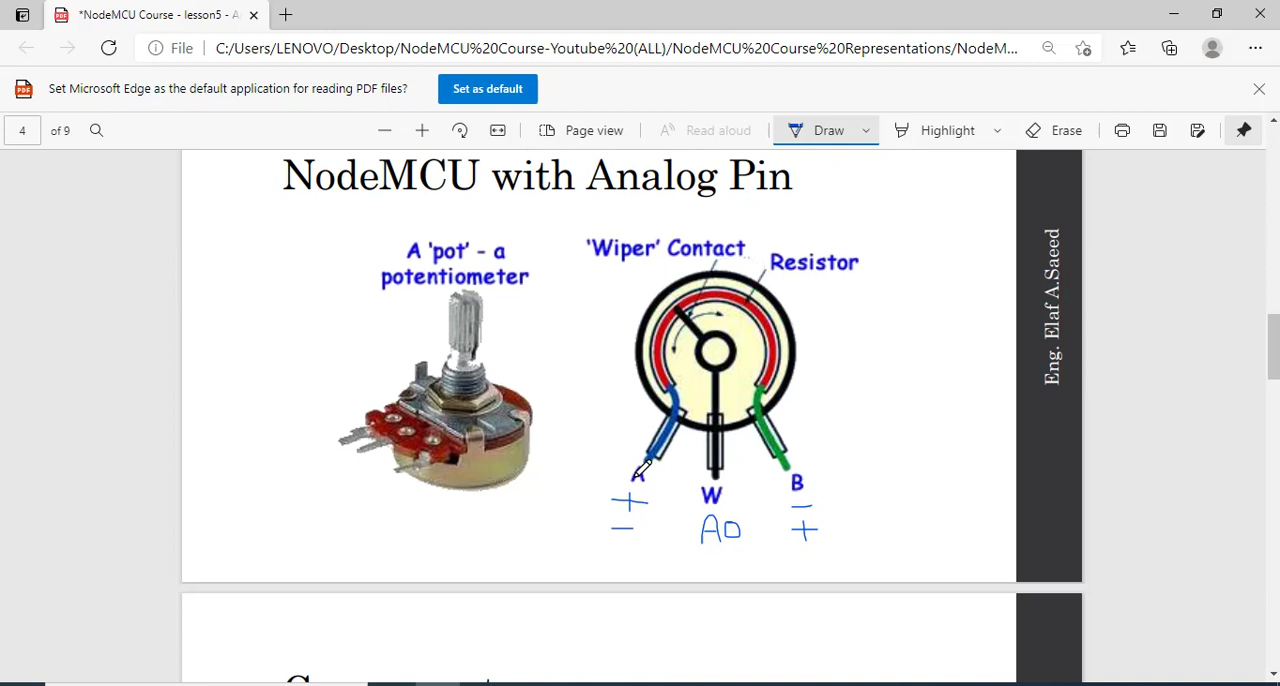 *NodeMCU Course - lesson5 - A
File
C:/Users/LENOVO/Desktop/NodeMCU%20Course-Youtube%20(ALL)/NodeMCU%20Course%20Representations/NodeM...
Set Microsoft Edge as the default application for reading PDF files?
Set as default
4 of 9
Page view
Read aloud
Draw
Highlight
Erase
NodeMCU with Analog Pin
A 'pot' - a
potentiometer
'Wiper' Contact
Resistor
A
W
B
+
-
A0
-
+
Eng. Elaf A.Saeed